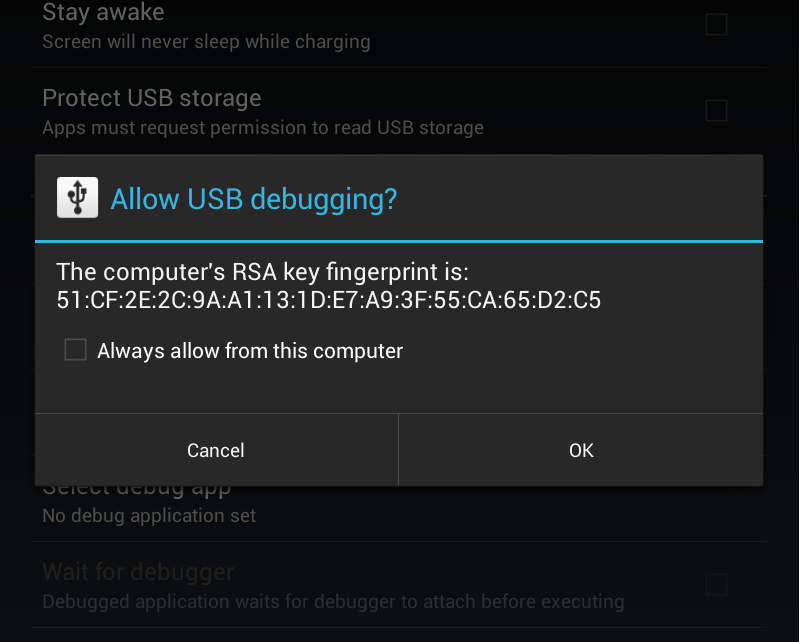 Stay awake
Screen will never sleep while charging
Protect USB storage
Apps must request permission to read USB storage
Allow USB debugging?
The computer's RSA key fingerprint is:
51:CF:2E:2C:9A:A1:13:1D:E7:A9:3F:55:CA:65:D2:C5
Always allow from this computer
Cancel
OK
Select debug app
No debug application set
Wait for debugger
Debugged application waits for debugger to attach before executing